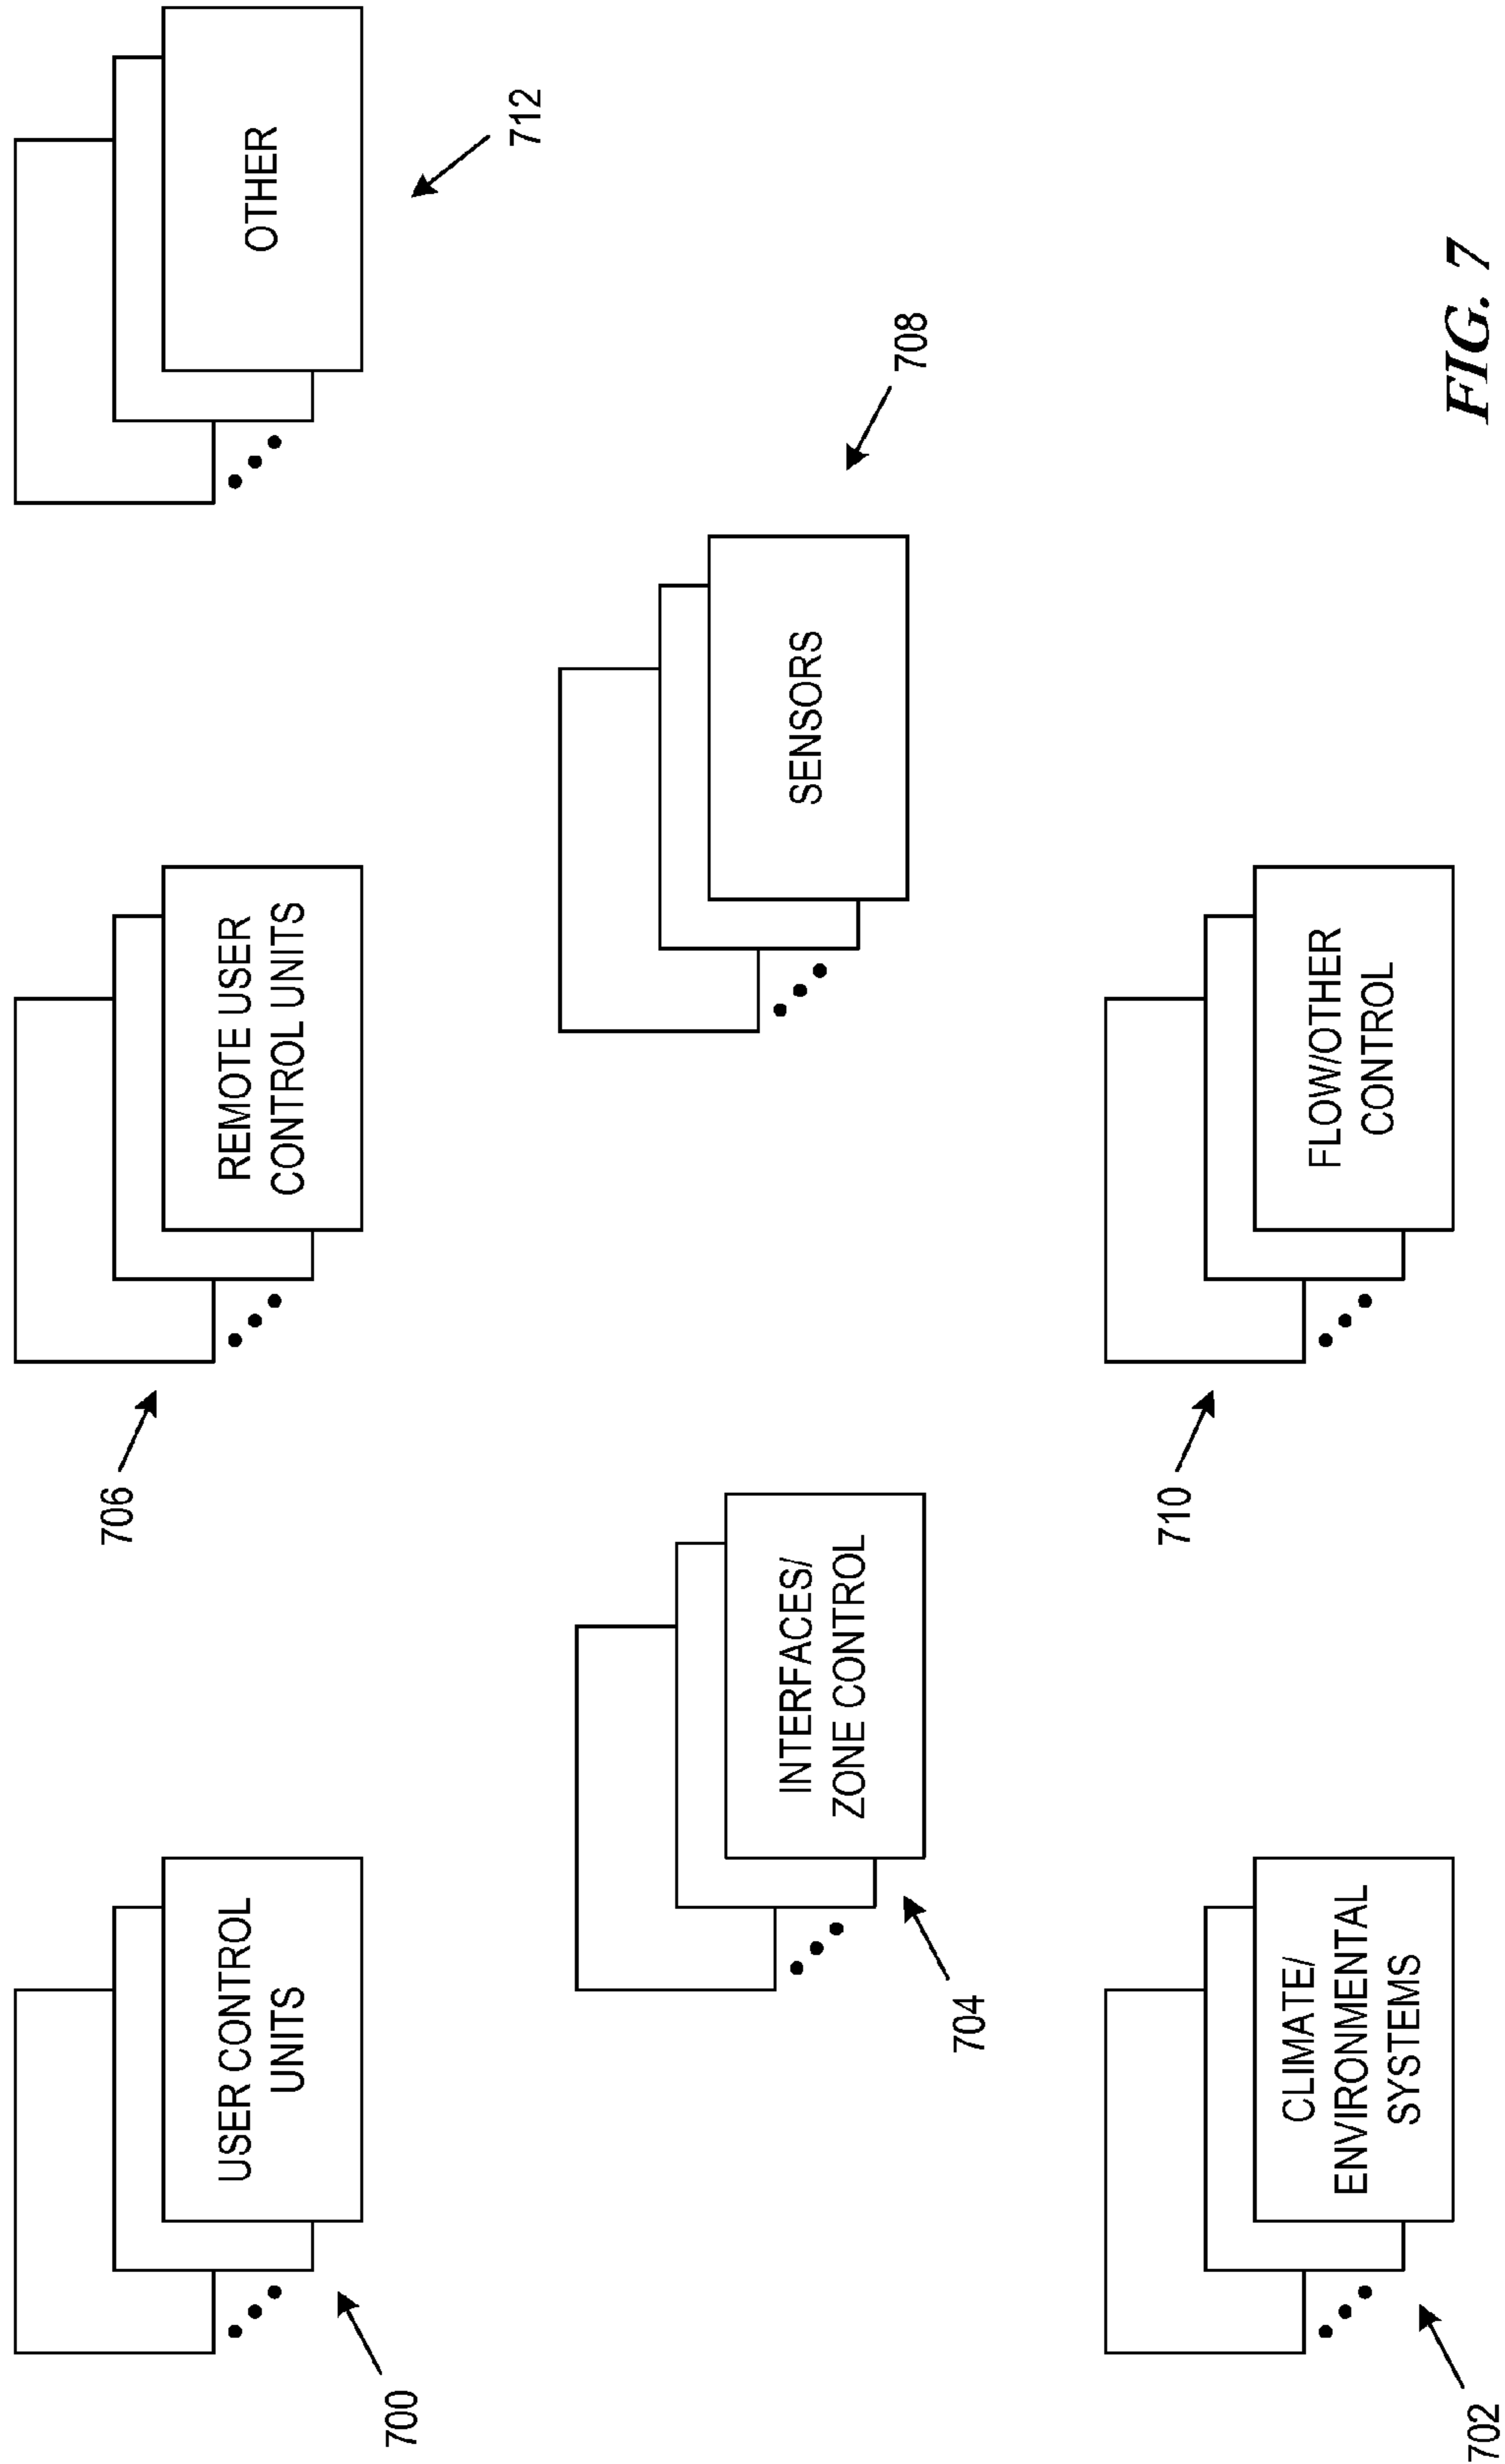 USER CONTROL
UNITS
700
706
REMOTE USER
CONTROL UNITS
OTHER
712
INTERFACES/
ZONE CONTROL
704
SENSORS
708
CLIMATE/
ENVIRONMENTAL
SYSTEMS
702
710
FLOW/OTHER
CONTROL
FIG. 7